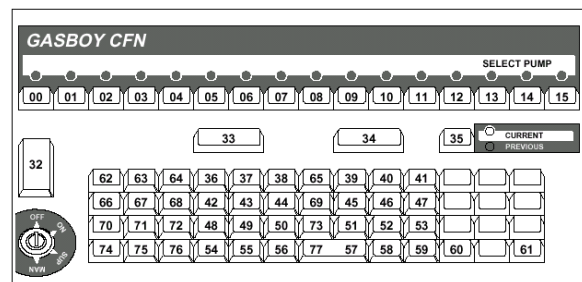 GASBOY CFN
SELECT PUMP
00 01 02 03 04 05 06 07 08 09 10 11 12 13 14 15
33 34 35 CURRENT
PREVIOUS
32
62 63 64 36 37 38 65 39 40 41
66 67 68 42 43 44 69 45 46 47
70 71 72 48 49 50 73 51 52 53
74 75 76 54 55 56 77 57 58 59 60 61
OFF
ON
SUP
MAN